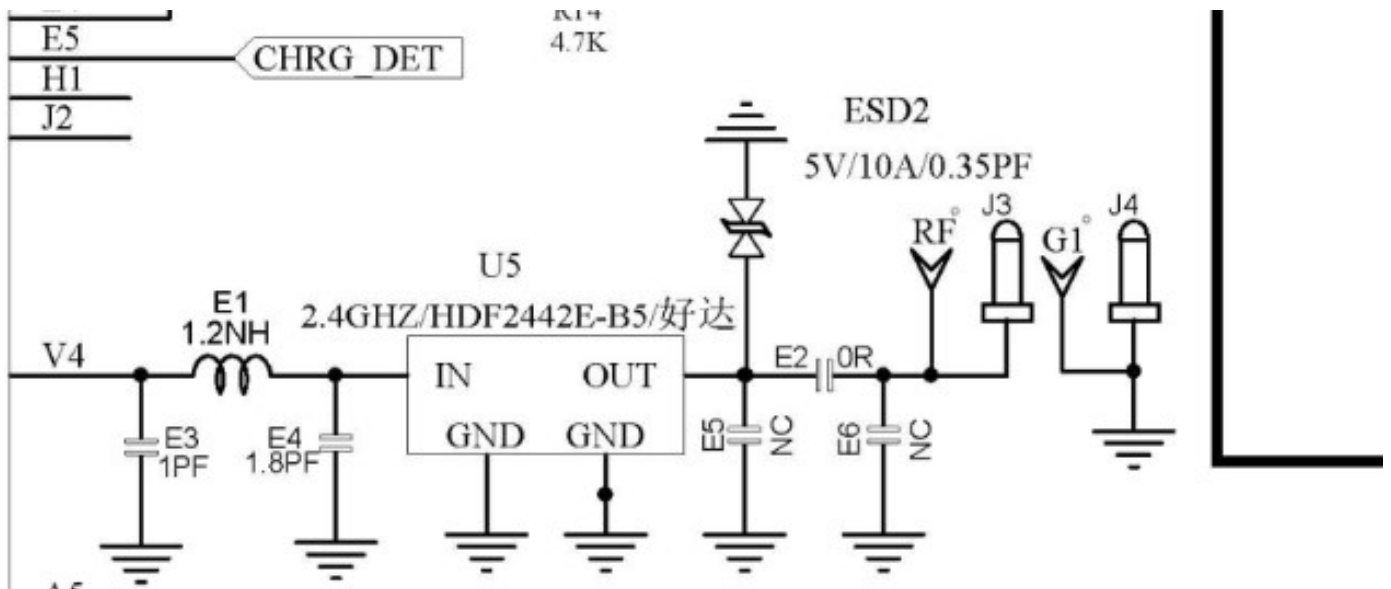 E5
CHRG_DET
4.7K
H1
J2
ESD2
5V/10A/0.35PF
RF°
J3
G1°
J4
U5
2.4GHZ/HDF2442E-B5/好达
E1
1.2NH
V4
IN
OUT
GND
GND
E2
0R
E3
1PF
E4
1.8PF
E5
NC
E6
NC